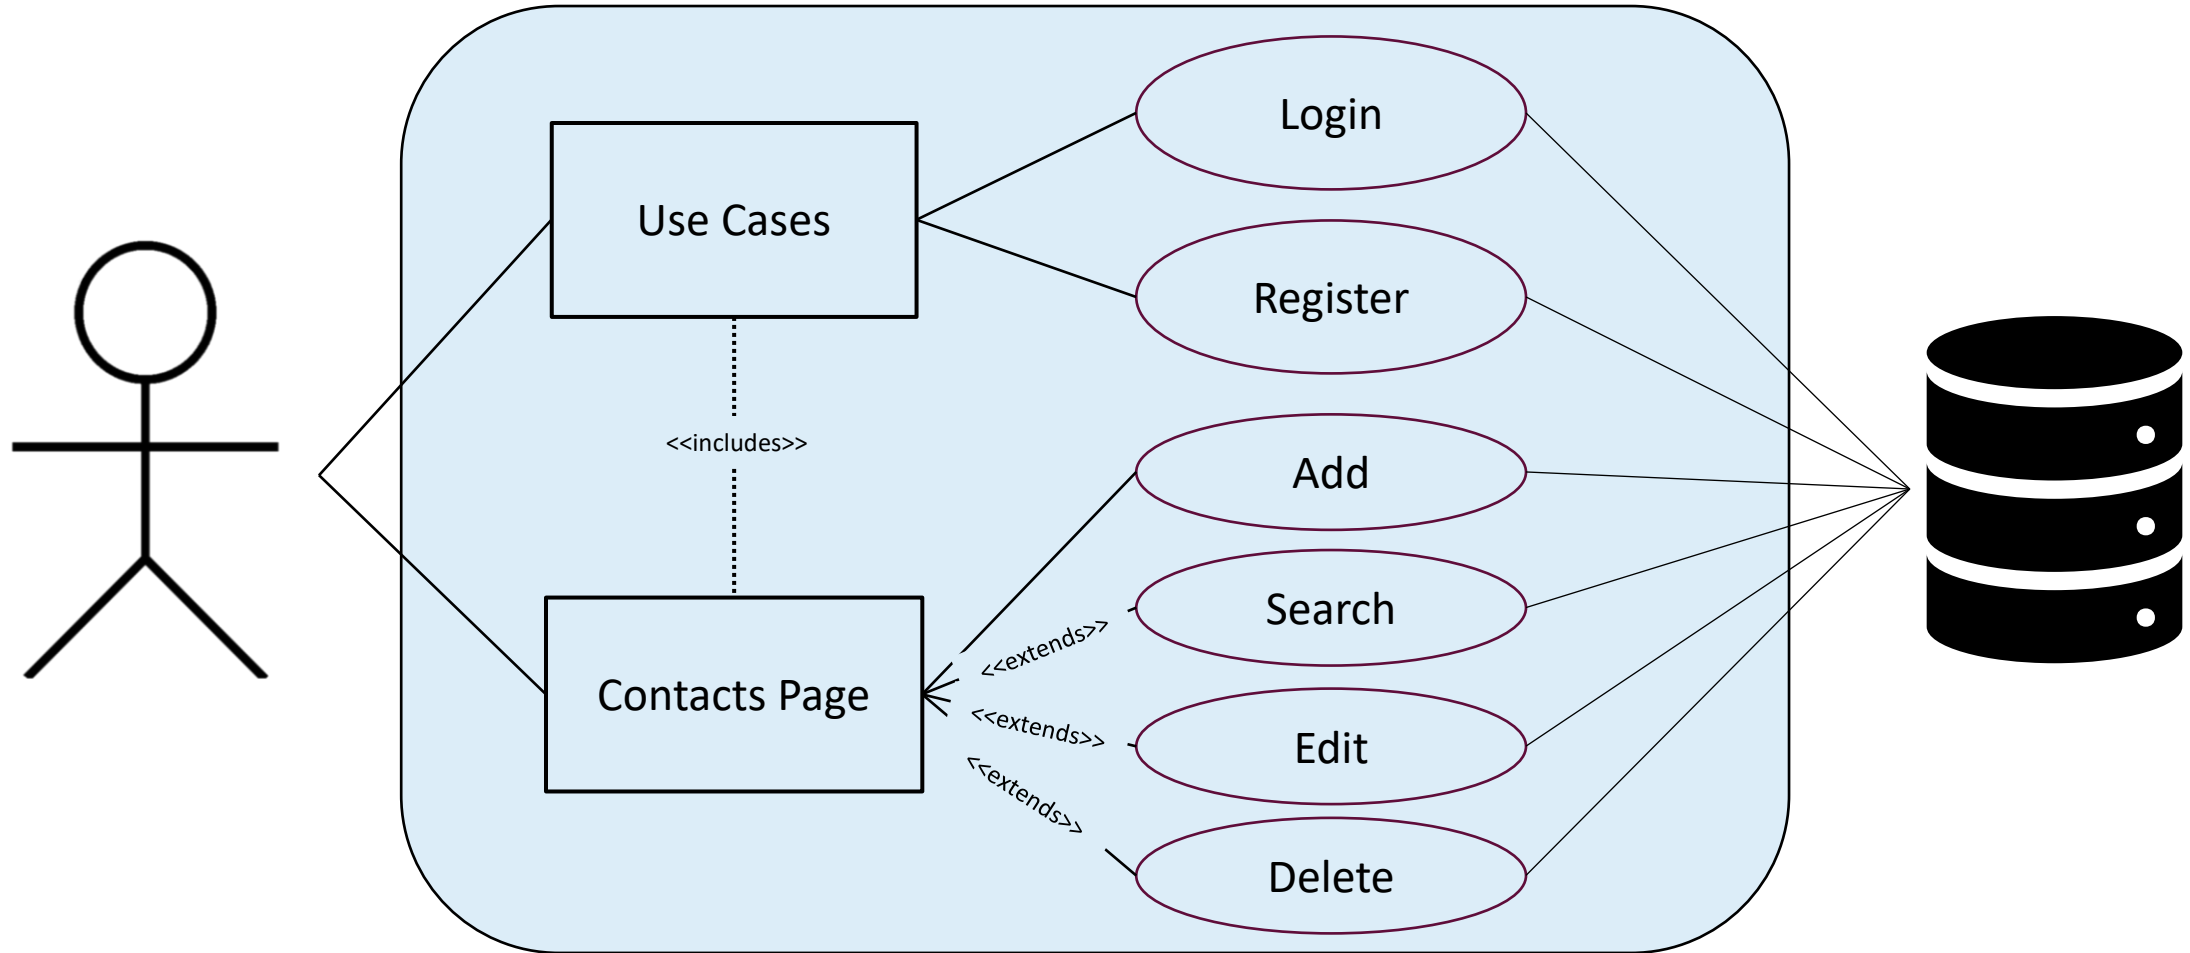 Login
Use Cases
Register
<<includes>>
Add
Search
<<extends>>
Contacts Page
<<extends>>
Edit
<<extends>>
Delete